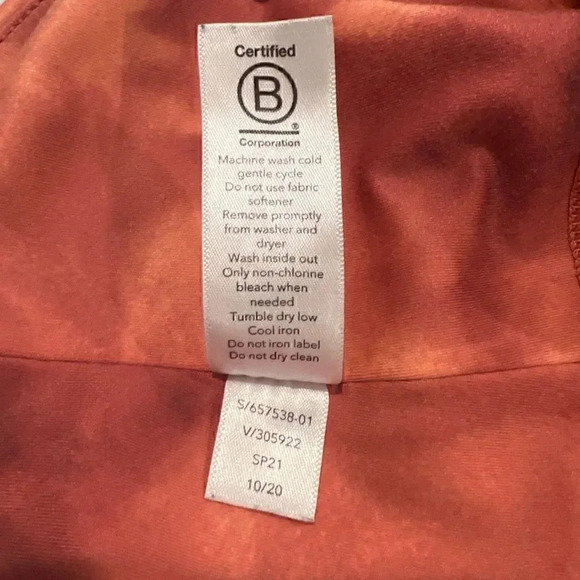 Certified
B
®
Corporation
Machine wash cold
gentle cycle
Do not use fabric
softener
Remove promptly
from washer and
dryer
Wash inside out
Only non-chlorine
bleach when
needed
Tumble dry low
Cool iron
Do not iron label
Do not dry clean
S/657538-01
V/305922
SP21
10/20